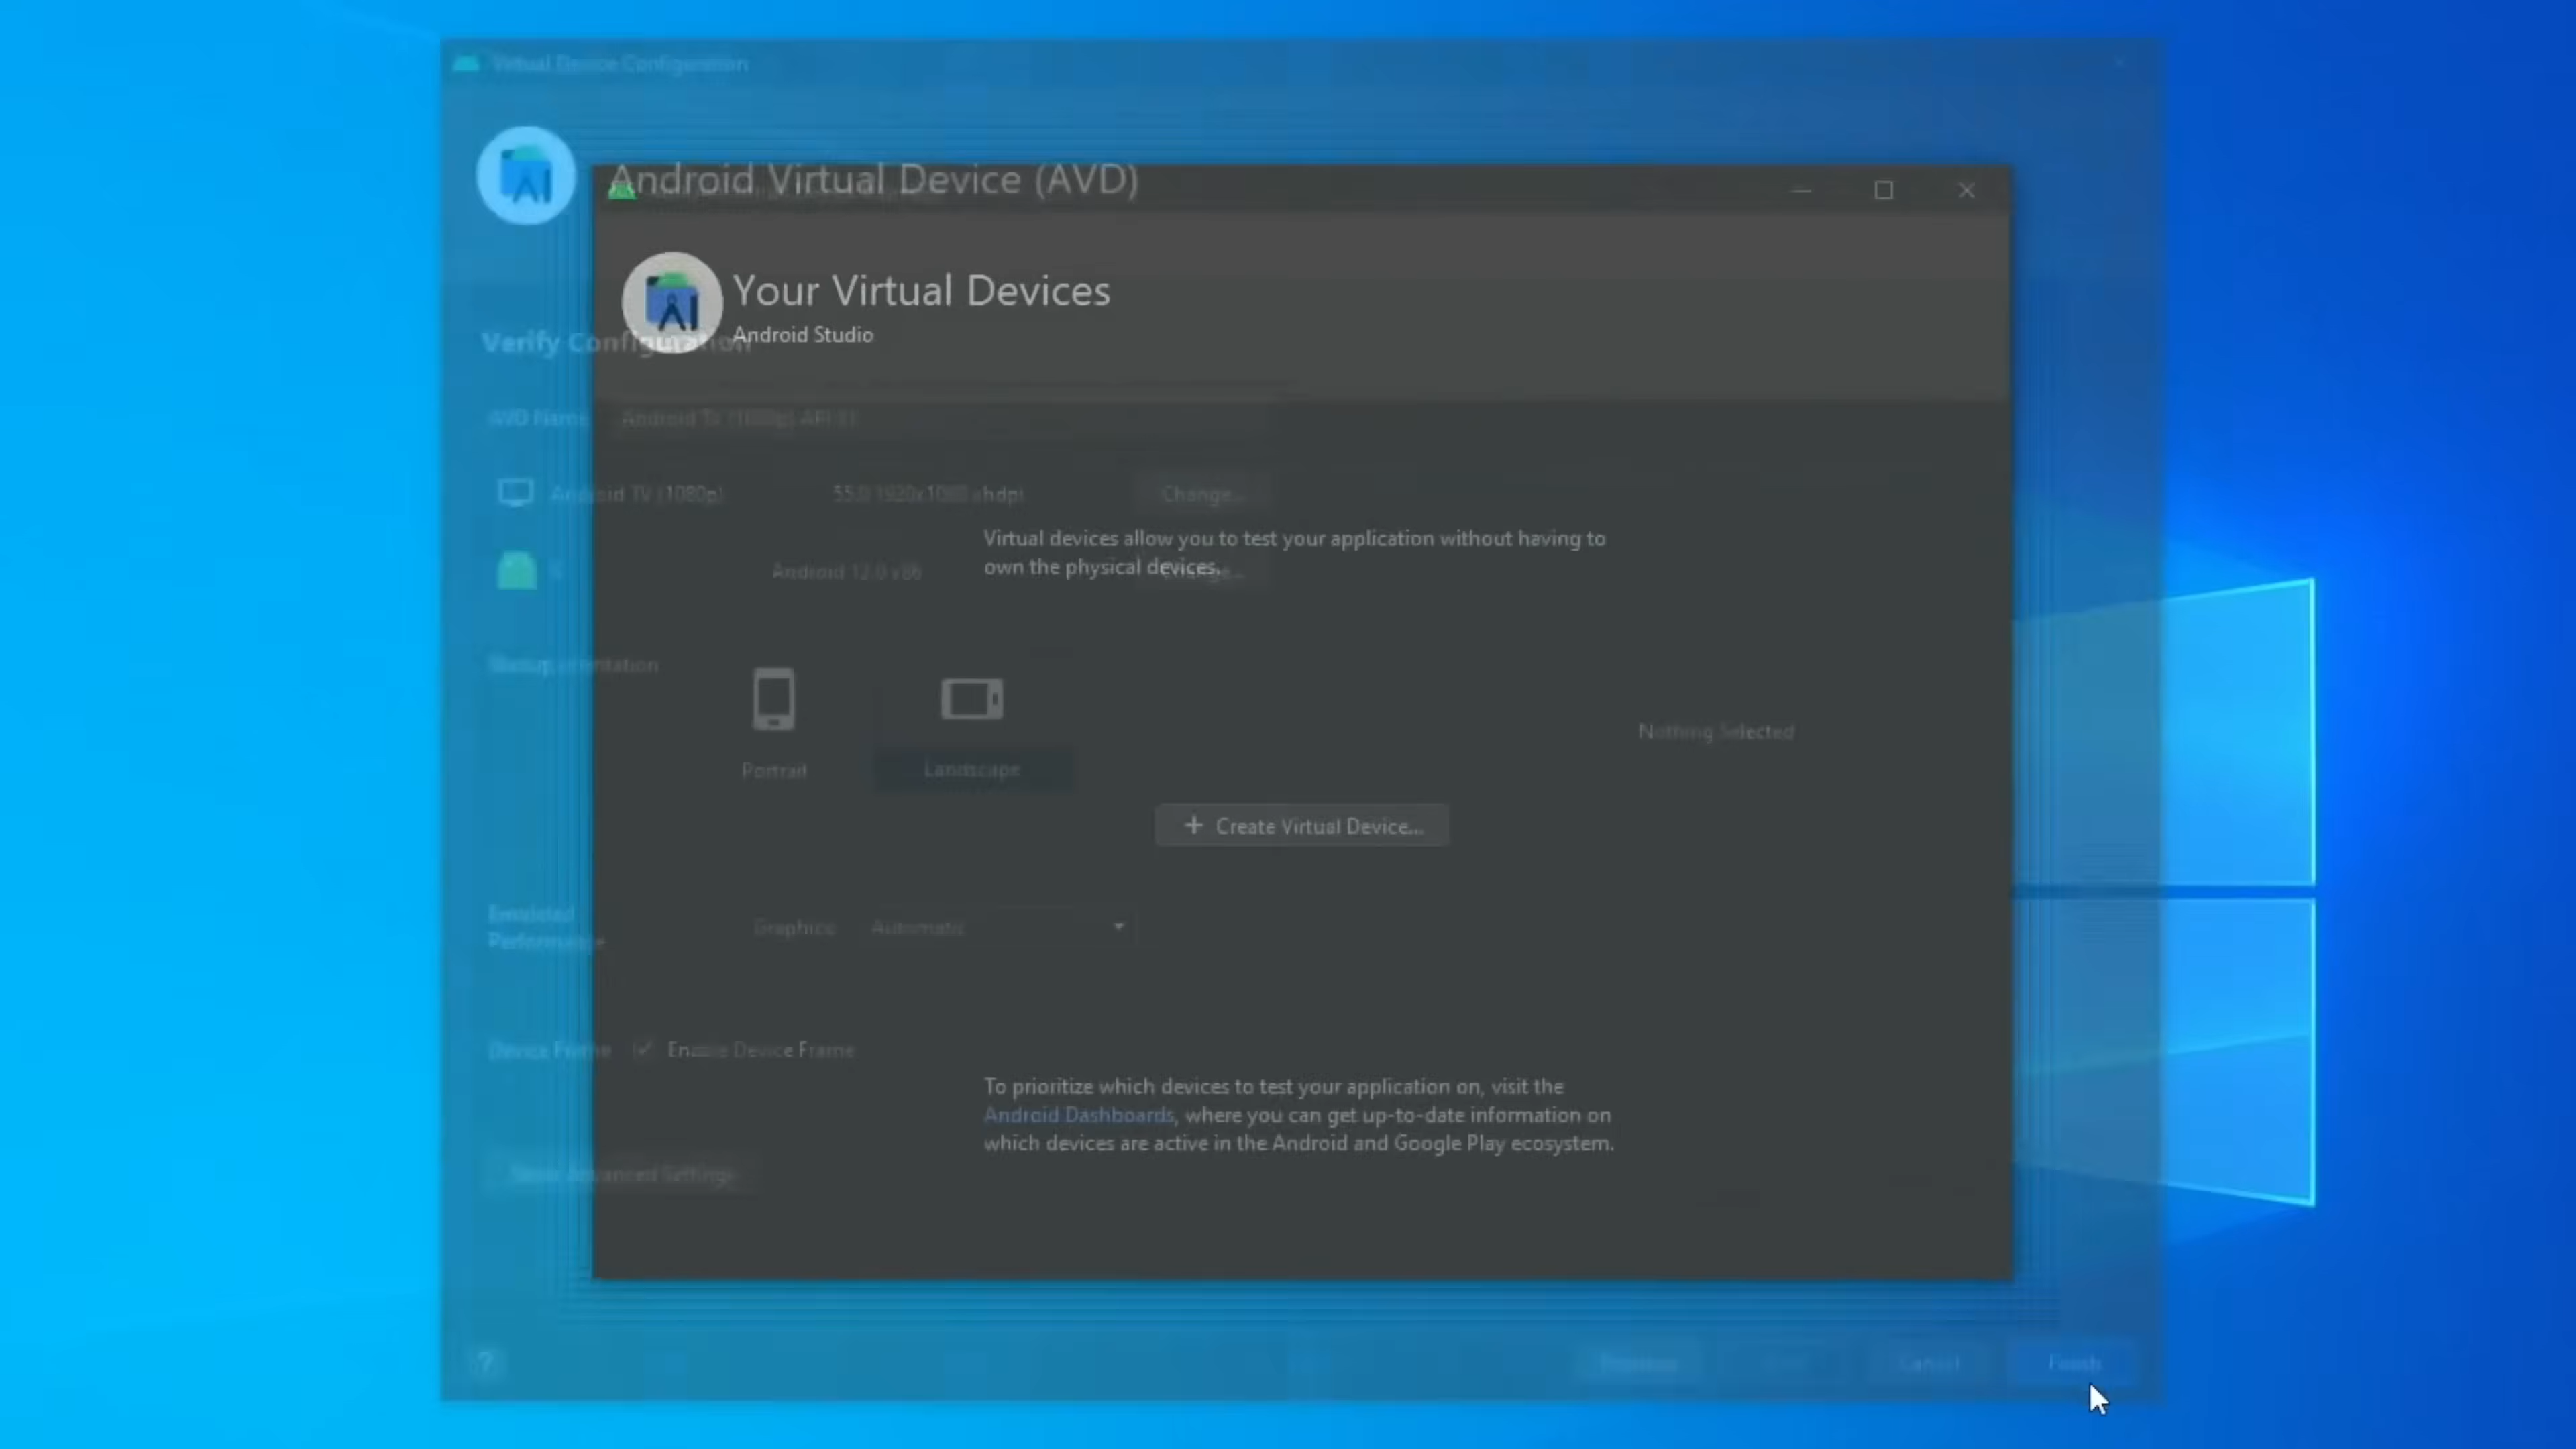 Virtual Device Configuration
Android Virtual Device (AVD)
Your Virtual Devices
Android Studio
Verify Configuration
AVD Name
Android TV (1080p) API
Android TV (1080p)
55.0 1920x1080 xhdpi
Change...
Virtual devices allow you to test your application without having to
own the physical devices.
S
Android 12.0 x86
Change...
Startup orientation
Portrait
Landscape
Nothing Selected
+ Create Virtual Device...
Emulated
Performance
Graphics:
Automatic
Device Frame
Enable Device Frame
To prioritize which devices to test your application on, visit the
Android Dashboards, where you can get up-to-date information on
which devices are active in the Android and Google Play ecosystem.
Show Advanced Settings
?
Previous
Cancel
Finish